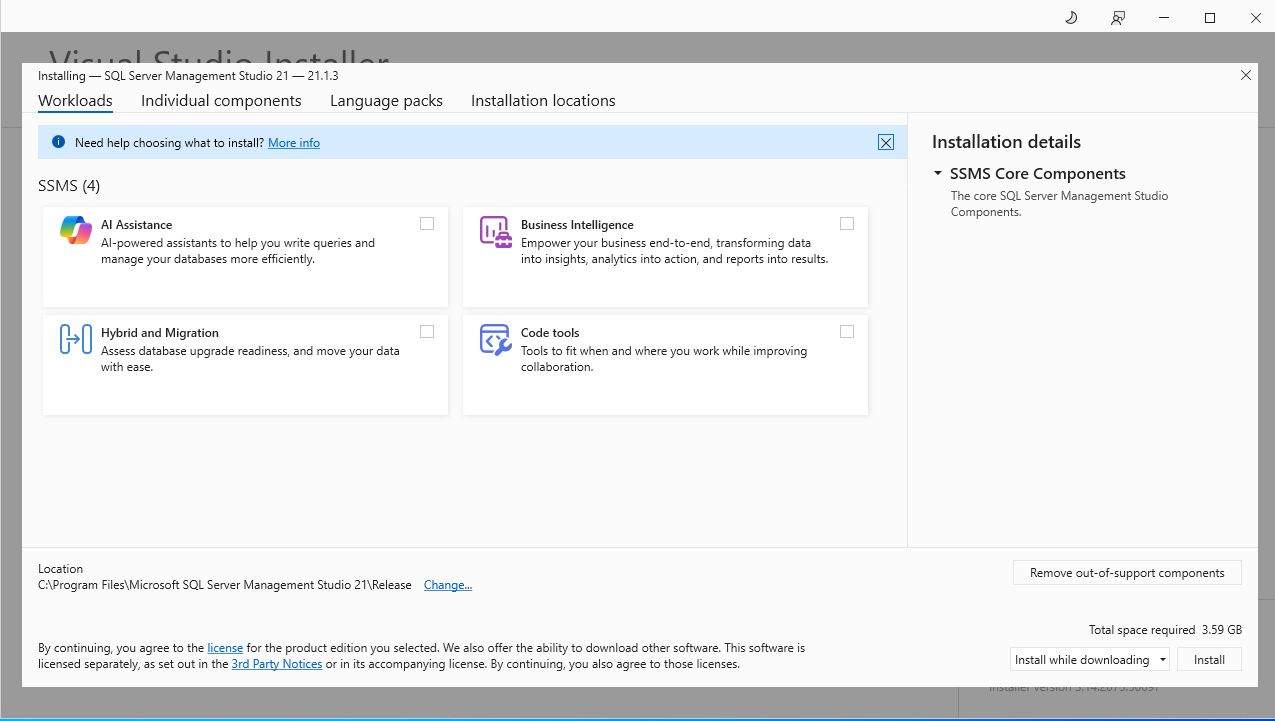 Visual Studio Installer
Installing — SQL Server Management Studio 21 — 21.1.3
Workloads
Individual components
Language packs
Installation locations
Need help choosing what to install? More info
SSMS (4)
AI Assistance
AI-powered assistants to help you write queries and
manage your databases more efficiently.
Business Intelligence
Empower your business end-to-end, transforming data
into insights, analytics into action, and reports into results.
Hybrid and Migration
Assess database upgrade readiness, and move your data
with ease.
Code tools
Tools to fit when and where you work while improving
collaboration.
Installation details
SSMS Core Components
The core SQL Server Management Studio
Components.
Location
C:\Program Files\Microsoft SQL Server Management Studio 21\Release Change...
Remove out-of-support components
Total space required 3.59 GB
By continuing, you agree to the license for the product edition you selected. We also offer the ability to download other software. This software is
licensed separately, as set out in the 3rd Party Notices or in its accompanying license. By continuing, you also agree to those licenses.
Install while downloading
Install
Installer version